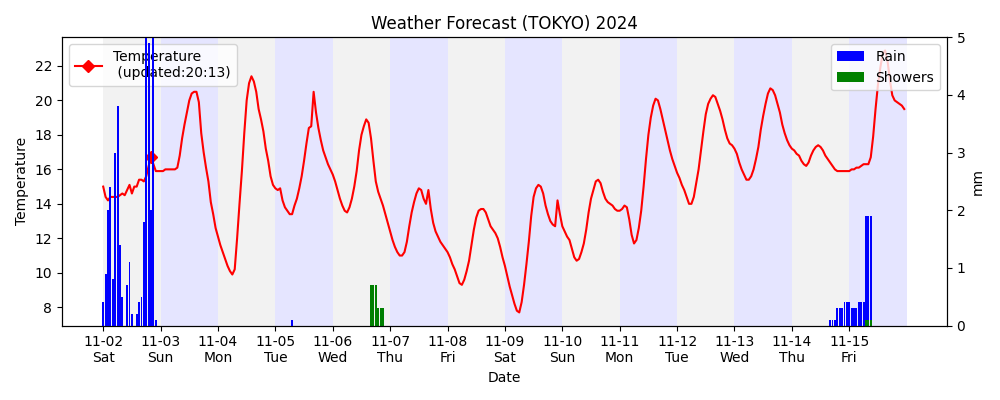 Weather Forecast (TOKYO) 2024
Temperature
(updated:20:13)
Rain
Showers
Temperature
22
20
18
16
14
12
10
8
5
4
3
2
1
0
mm
11-02 11-03 11-04 11-05 11-06 11-07 11-08 11-09 11-10 11-11 11-12 11-13 11-14 11-15
Sat Sun Mon Tue Wed Thu Fri Sat Sun Mon Tue Wed Thu Fri
Date